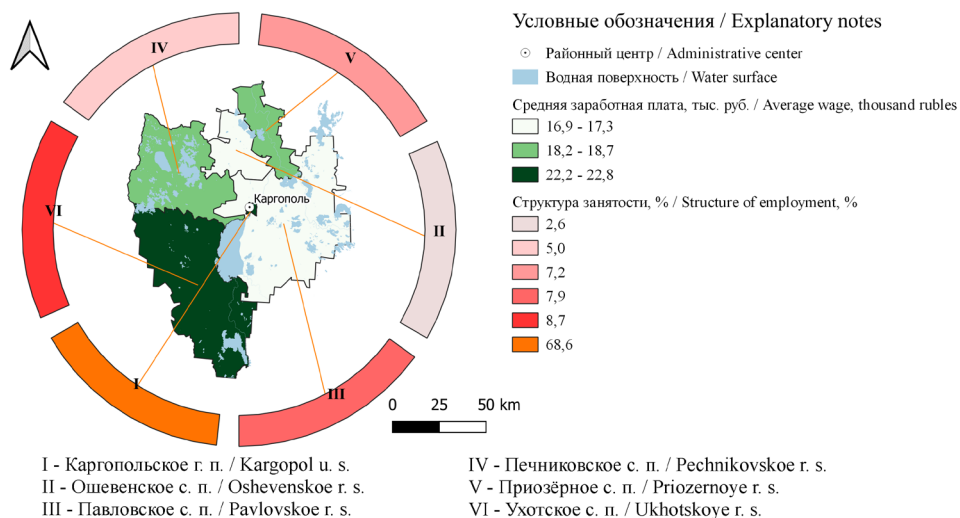 Условные обозначения / Explanatory notes
Районный центр / Administrative center
Водная поверхность / Water surface
Средняя заработная плата, тыс. руб. / Average wage, thousand rubles
16,9 - 17,3
18,2 - 18,7
22,2 - 22,8
Структура занятости, % / Structure of employment, %
2,6
5,0
7,2
7,9
8,7
68,6
IV
V
VI
Каргополь
II
I
III
0 25 50 km
I - Каргопольское г. п. / Kargopol u. s.
II - Ошевенское с. п. / Oshevenskoe r. s.
III - Павловское с. п. / Pavlovskoe r. s.
IV - Печниковское с. п. / Pechnikovskoe r. s.
V - Приозёрное с. п. / Priozernoye r. s.
VI - Ухотское с. п. / Ukhotskoye r. s.